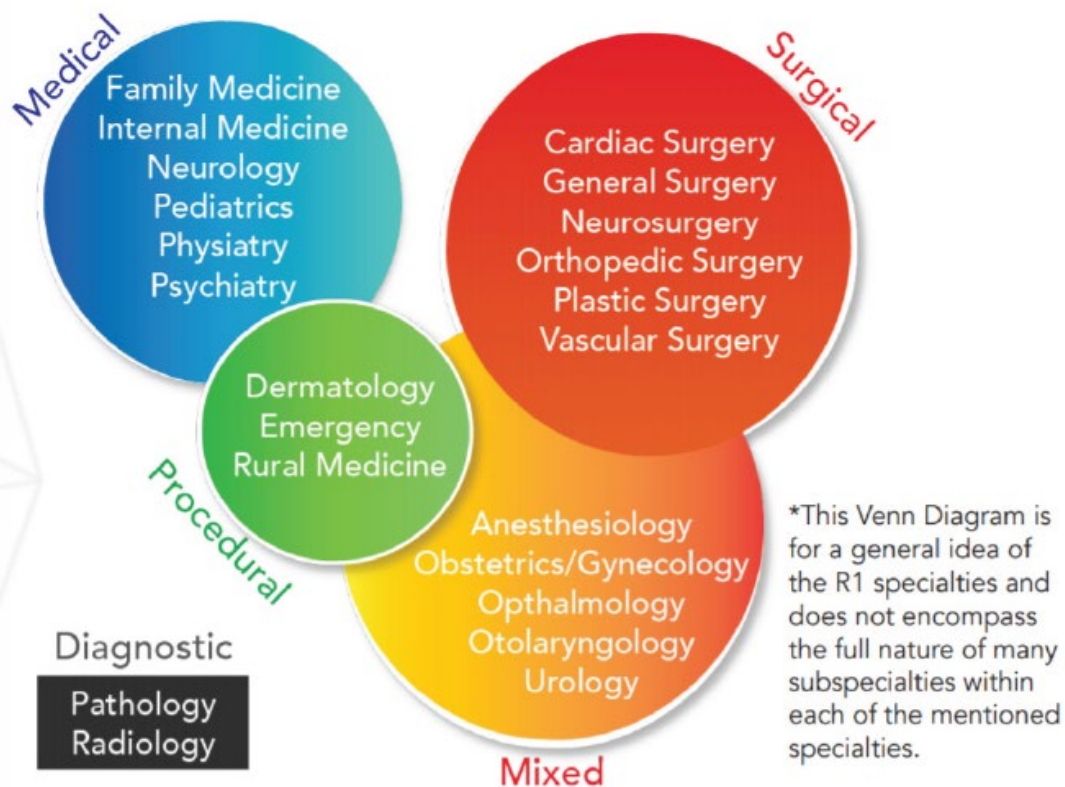 Medical
Family Medicine
Internal Medicine
Neurology
Pediatrics
Physiatry
Psychiatry
Surgical
Cardiac Surgery
General Surgery
Neurosurgery
Orthopedic Surgery
Plastic Surgery
Vascular Surgery
Procedural
Dermatology
Emergency
Rural Medicine
Anesthesiology
Obstetrics/Gynecology
Opthalmology
Otolaryngology
Urology
Mixed
Diagnostic
Pathology
Radiology
*This Venn Diagram is
for a general idea of
the R1 specialties and
does not encompass
the full nature of many
subspecialties within
each of the mentioned
specialties.